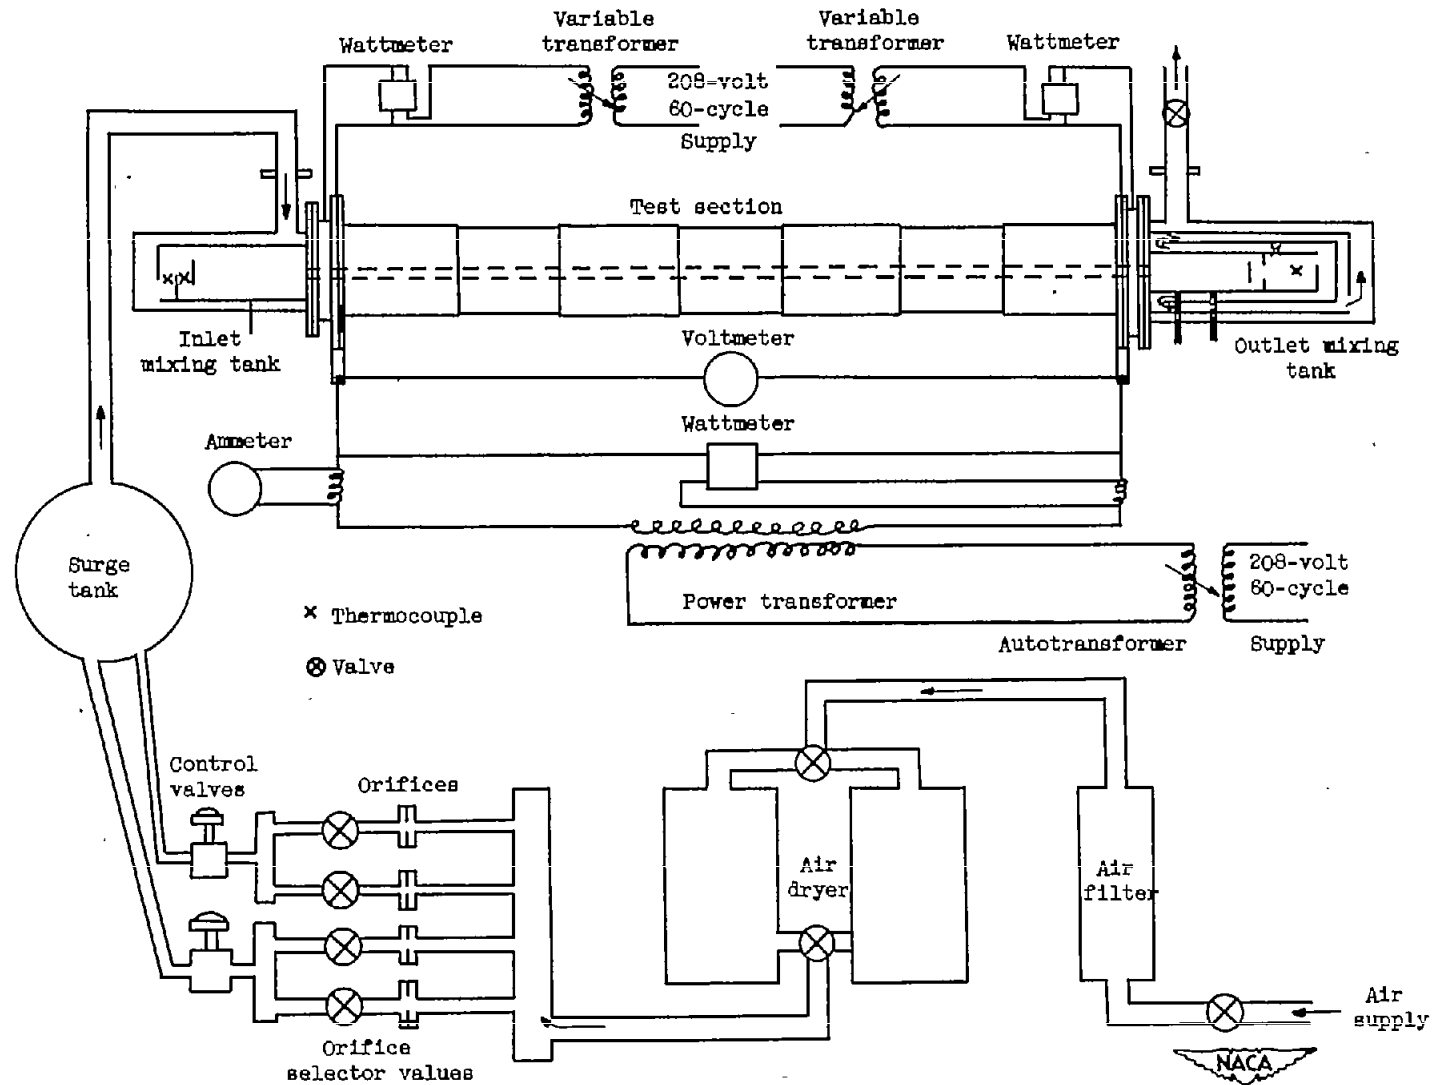 Variable
transformer
Variable
transformer
Wattmeter
Wattmeter
208-volt
60-cycle
Supply
Test section
Inlet
mixing tank
Voltmeter
Outlet mixing
tank
Wattmeter
Ammeter
Surge
tank
Power transformer
208-volt
60-cycle
Autotransformer
Supply
x Thermocouple
Valve
Control
valves
Orifices
Air
dryer
Air
filter
Air
supply
Orifice
selector values
NACA